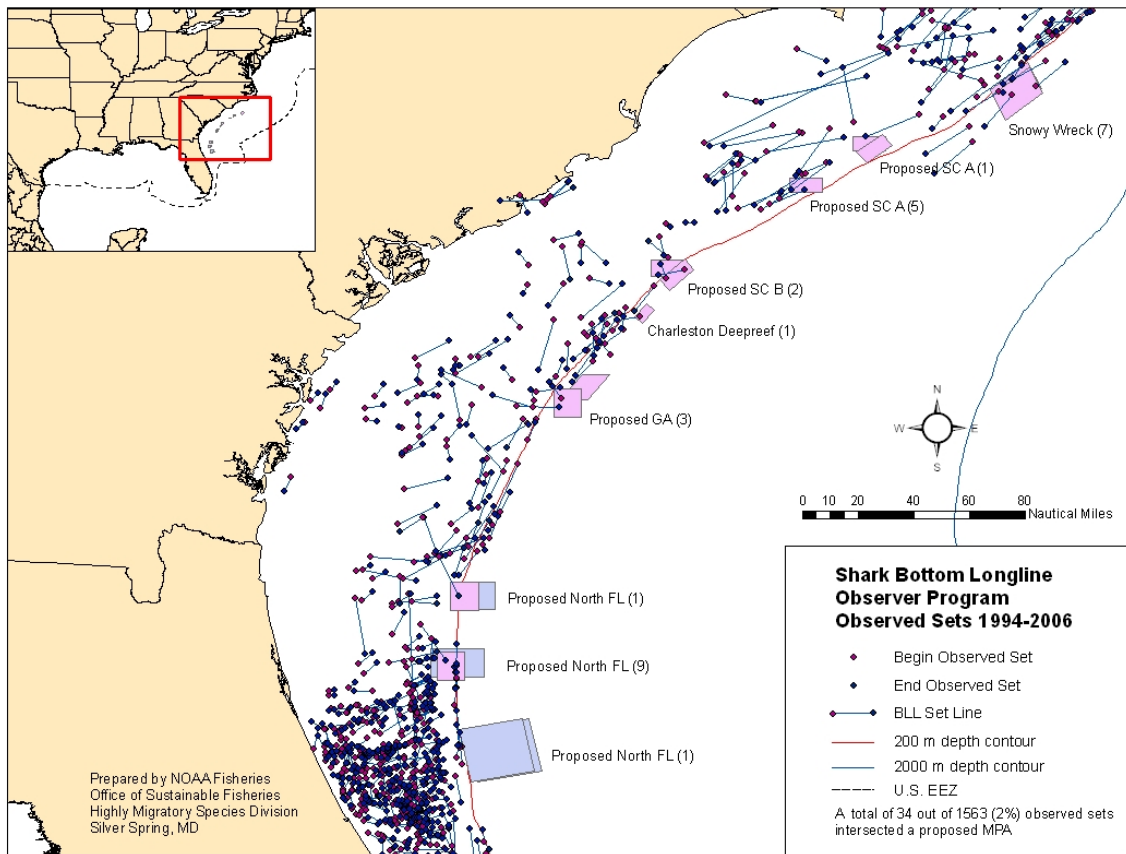 Snowy Wreck (7)
Proposed SC A (1)
Proposed SC A (5)
Proposed SC B (2)
Charleston Deepreef (1)
Proposed GA (3)
N
W E
S
0 10 20 40 60 80
Nautical Miles
Proposed North FL (1)
Proposed North FL (9)
Proposed North FL (1)
Prepared by NOAA Fisheries
Office of Sustainable Fisheries
Highly Migratory Species Division
Silver Spring, MD
Shark Bottom Longline
Observer Program
Observed Sets 1994-2006
Begin Observed Set
End Observed Set
BLL Set Line
200 m depth contour
2000 m depth contour
U.S. EEZ
A total of 34 out of 1563 (2%) observed sets
intersected a proposed MPA